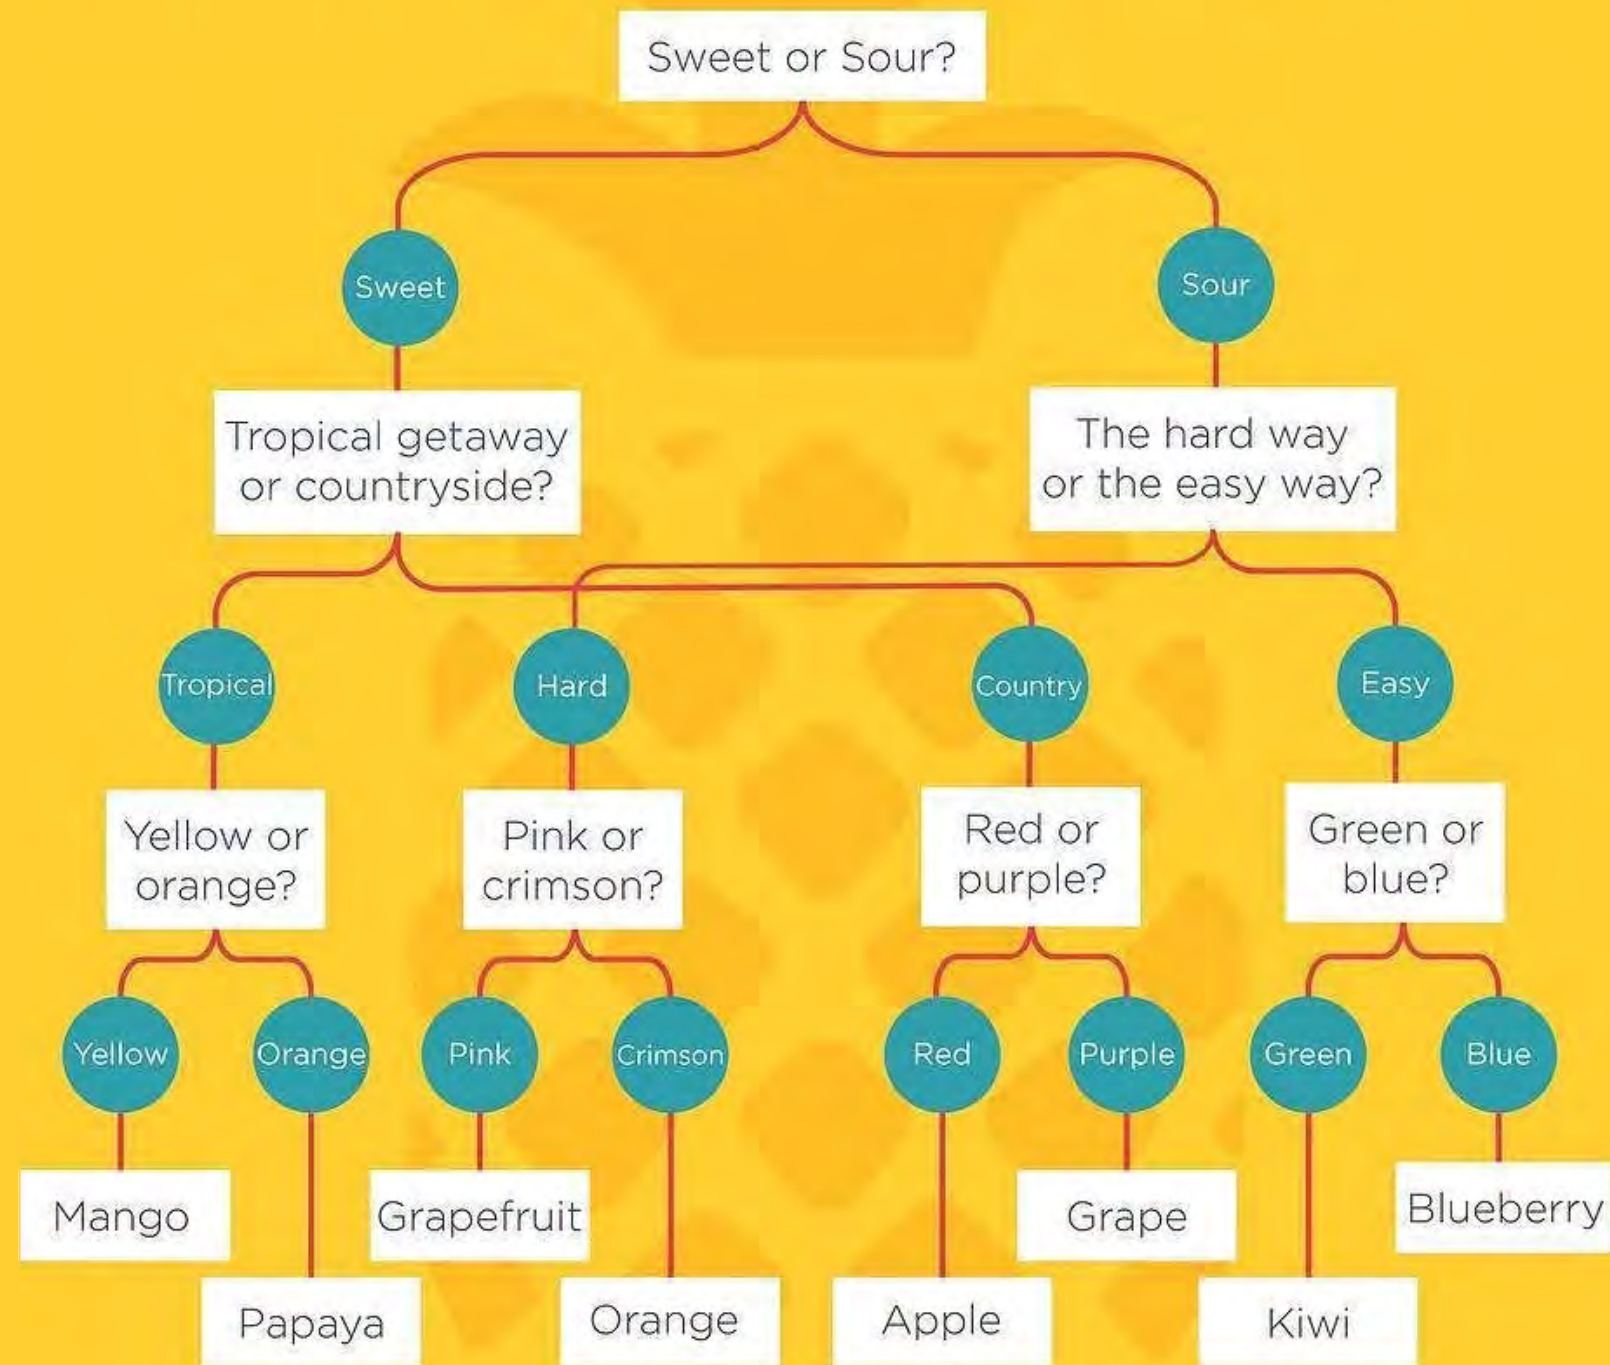 Sweet or Sour?
Sweet
Sour
Tropical getaway
or countryside?
The hard way
or the easy way?
Tropical
Hard
Country
Easy
Yellow or
orange?
Pink or
crimson?
Red or
purple?
Green or
blue?
Yellow
Orange
Pink
Crimson
Red
Purple
Green
Blue
Mango
Grapefruit
Grape
Blueberry
Papaya
Orange
Apple
Kiwi